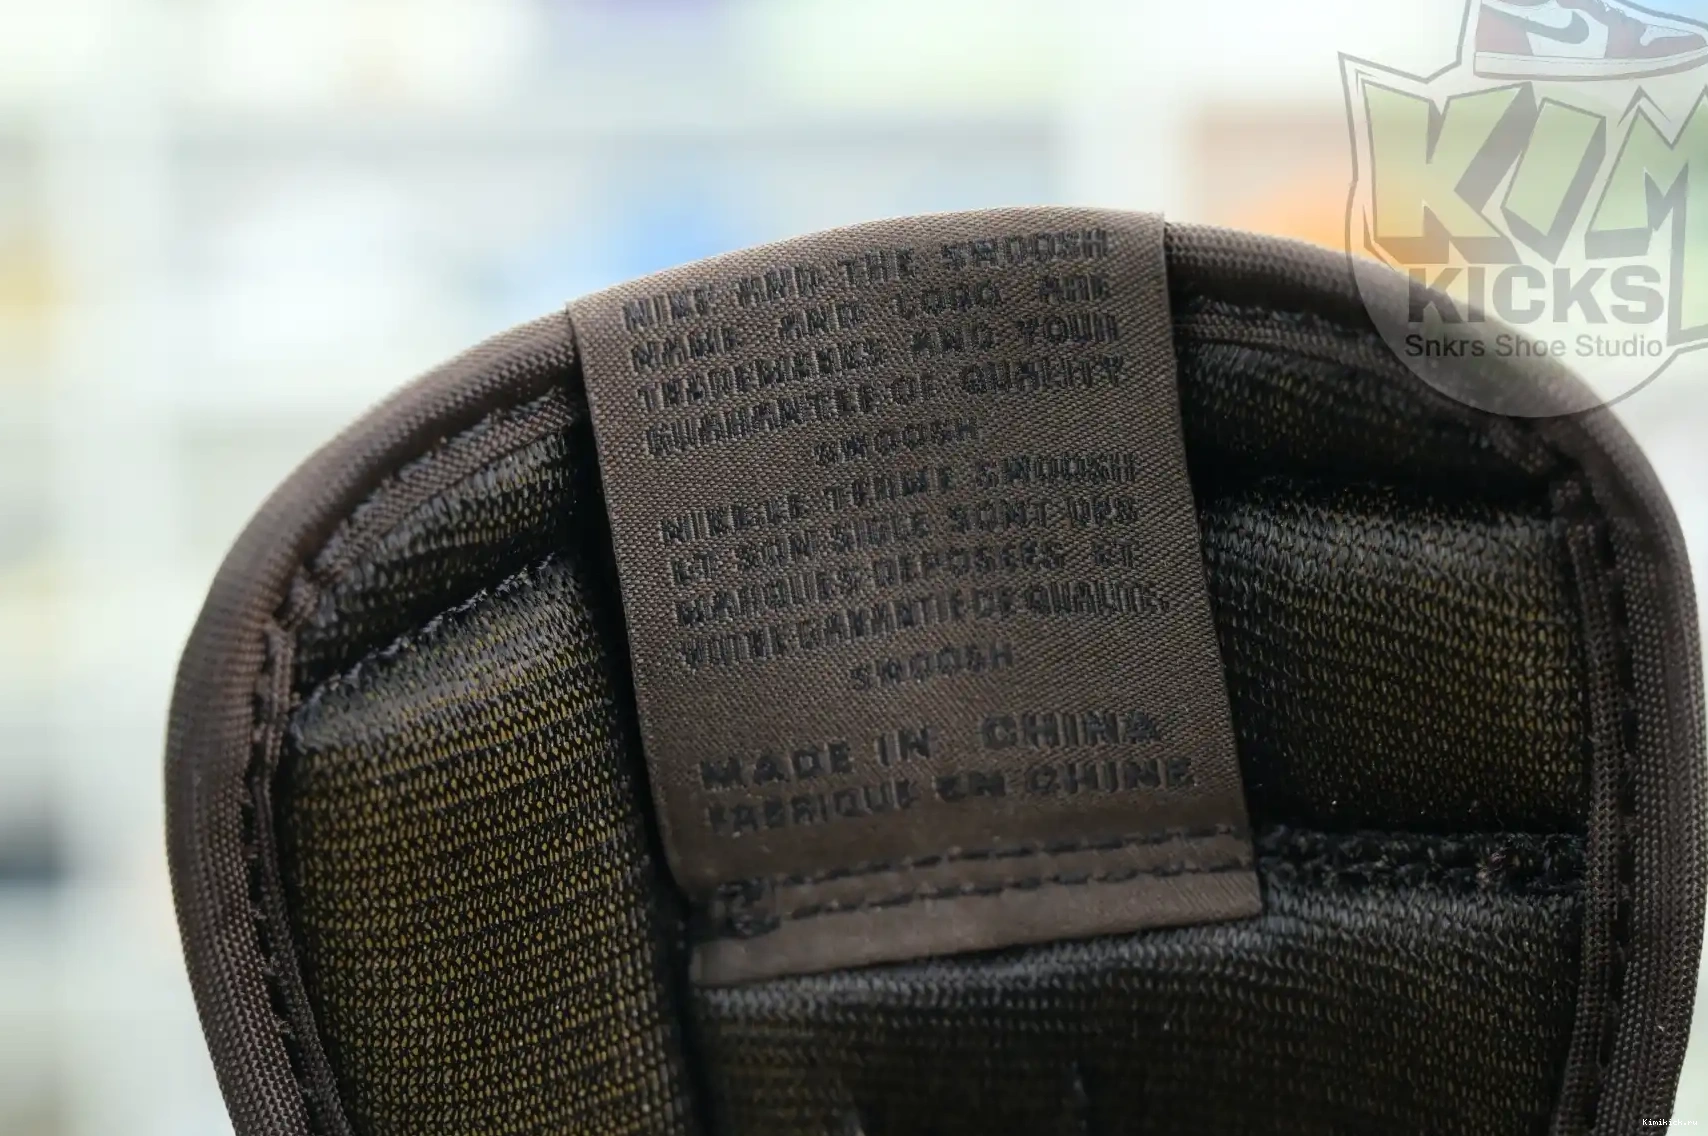 NIKE AND THE SWOOSH
NAME AND LOGO ARE
TRADEMARKS AND YOUR
GUARANTEE OF QUALITY
SWOOSH
NIKE LE TERME SWOOSH
ET SON SIGLE SONT DES
MARQUES DEPOSEES ET
VOTRE GARANTIE DE QUALITE
SWOOSH
MADE IN CHINA
FABRIQUE EN CHINE
KIM
KICKS
Snkrs Shoe Studio